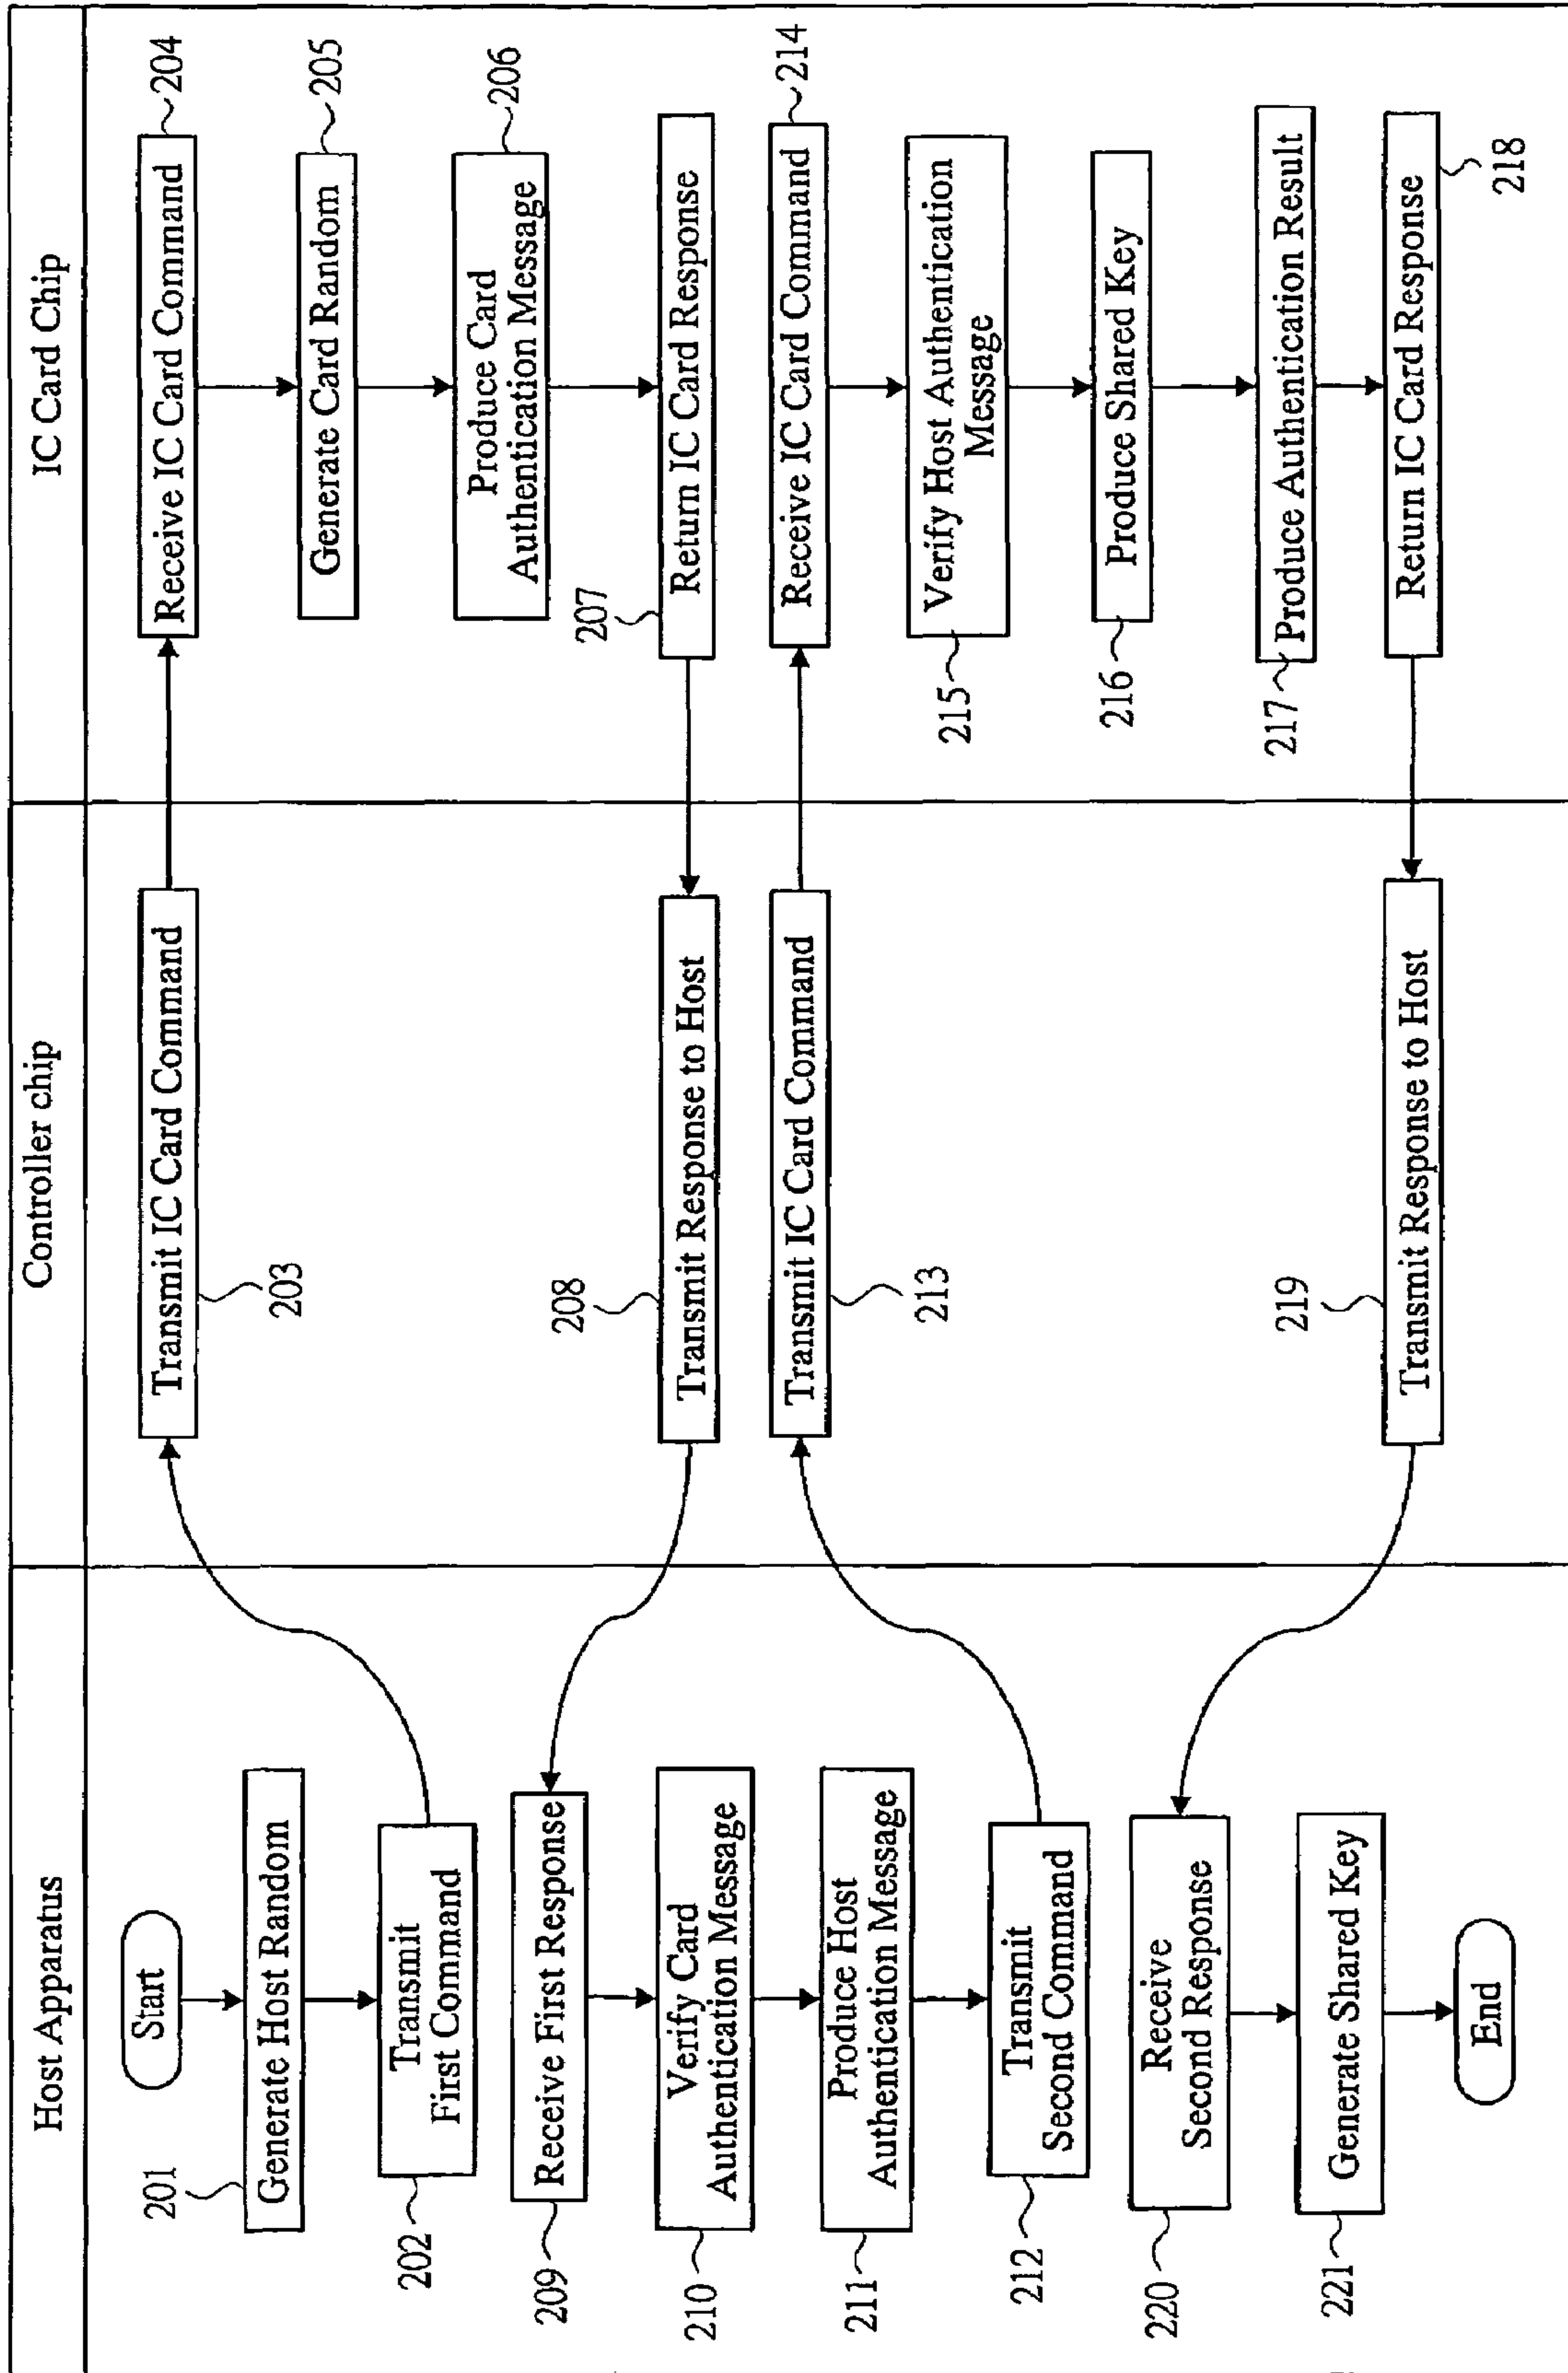 Host Apparatus
Controller chip
IC Card Chip
Start
201
Generate Host Random
Transmit
First Command
202
Transmit IC Card Command
203
Receive IC Card Command
204
Generate Card Random
205
Produce Card
Authentication Message
206
207
Return IC Card Response
208
Transmit Response to Host
Receive First Response
209
Verify Card
Authentication Message
210
Produce Host
Authentication Message
211
Transmit
Second Command
212
Transmit IC Card Command
213
Receive IC Card Command
214
Verify Host Authentication
Message
215
Produce Shared Key
216
Produce Authentication Result
217
Return IC Card Response
218
219
Transmit Response to Host
Receive
Second Response
220
Generate Shared Key
221
End